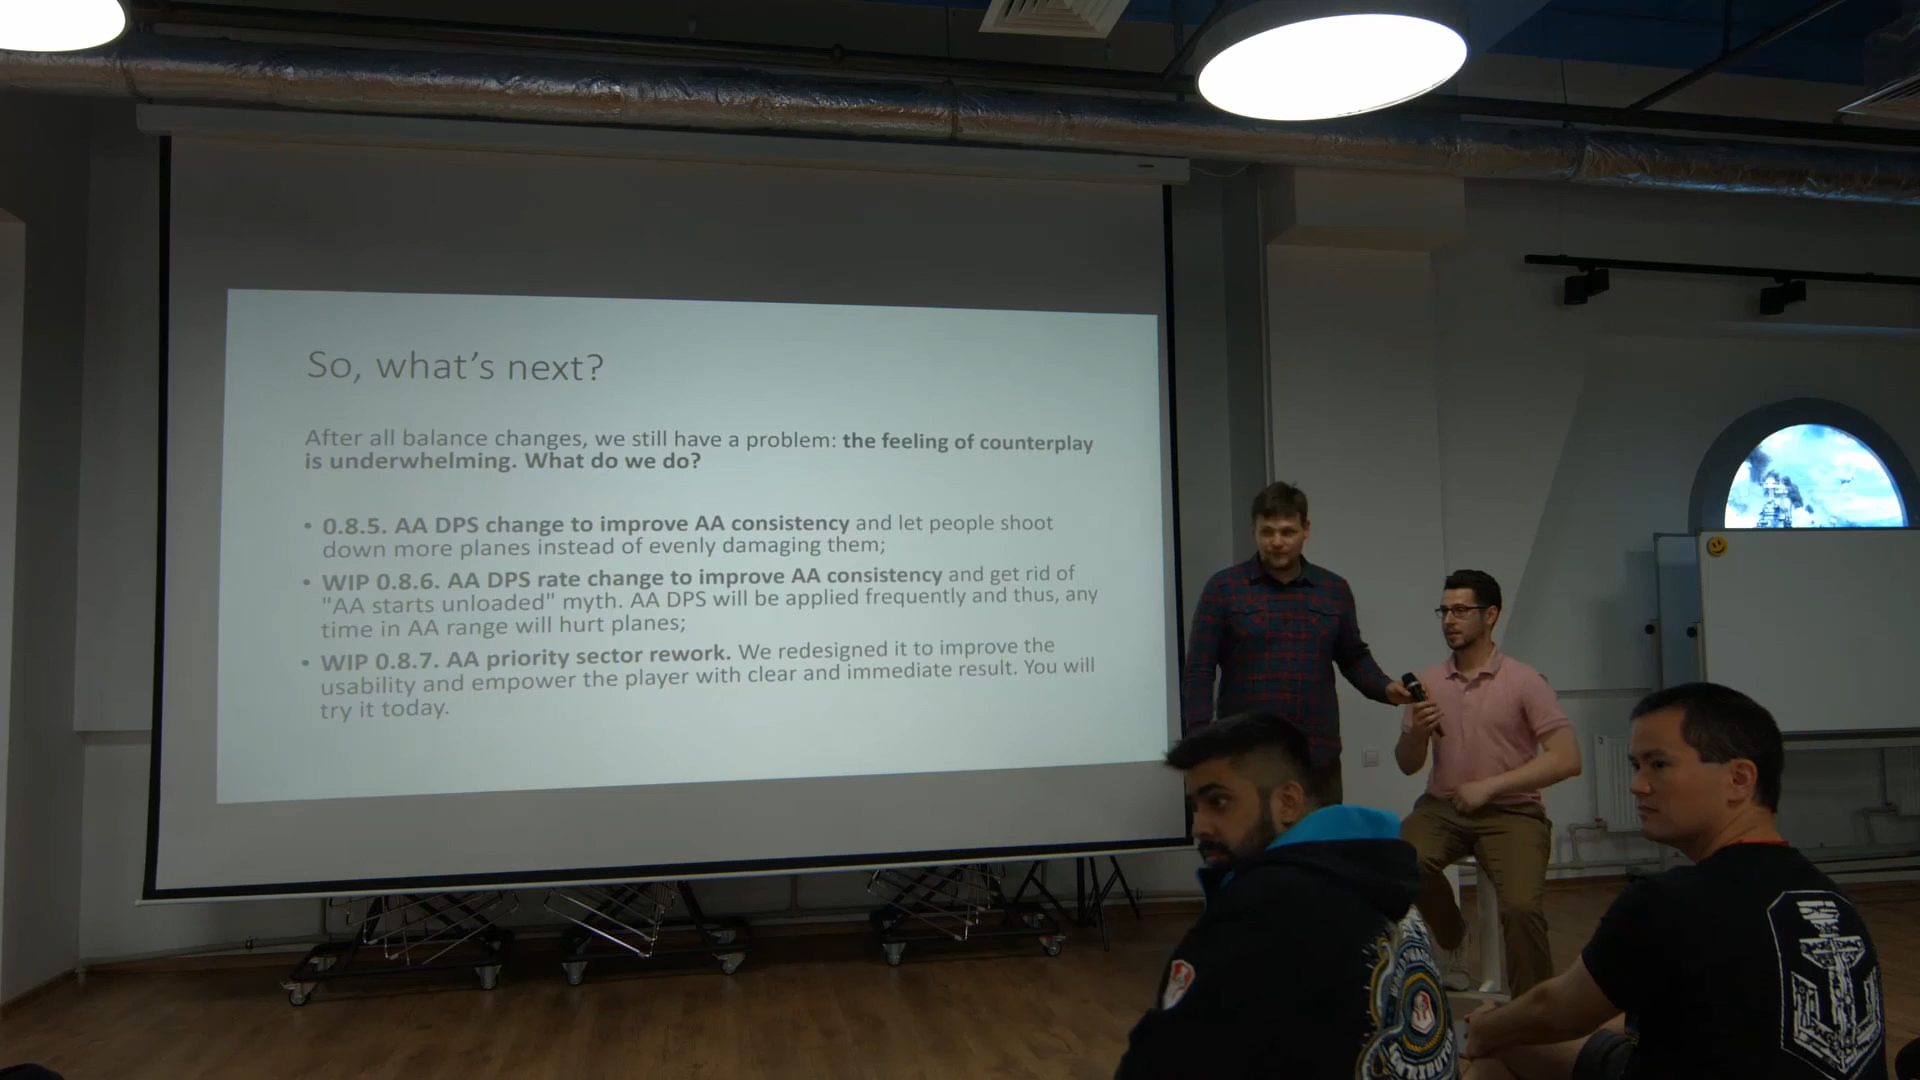 So, what's next?
After all balance changes, we still have a problem: the feeling of counterplay
is underwhelming. What do we do?
• 0.8.5. AA DPS change to improve AA consistency and let people shoot
down more planes instead of evenly damaging them;
• WIP 0.8.6. AA DPS rate change to improve AA consistency and get rid of
"AA starts unloaded" myth. AA DPS will be applied frequently and thus, any
time in AA range will hurt planes;
• WIP 0.8.7. AA priority sector rework. We redesigned it to improve the
usability and empower the player with clear and immediate result. You will
try it today.